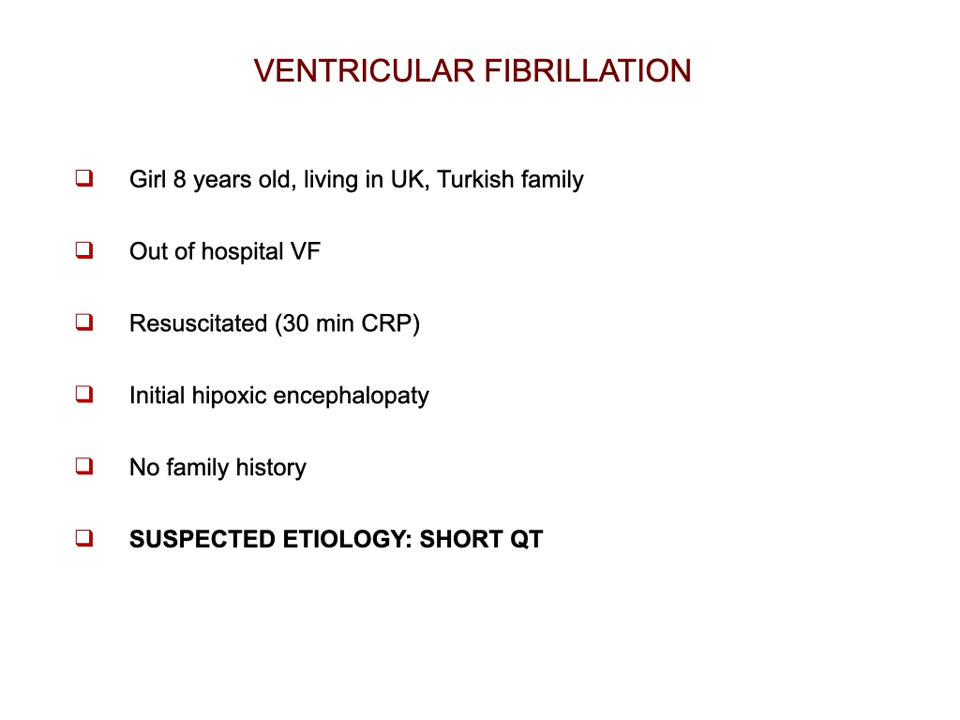 VENTRICULAR FIBRILLATION
Girl 8 years old, living in UK, Turkish family
Out of hospital VF
Resuscitated (30 min CRP)
Initial hipoxic encephalopaty
No family history
SUSPECTED ETIOLOGY: SHORT QT